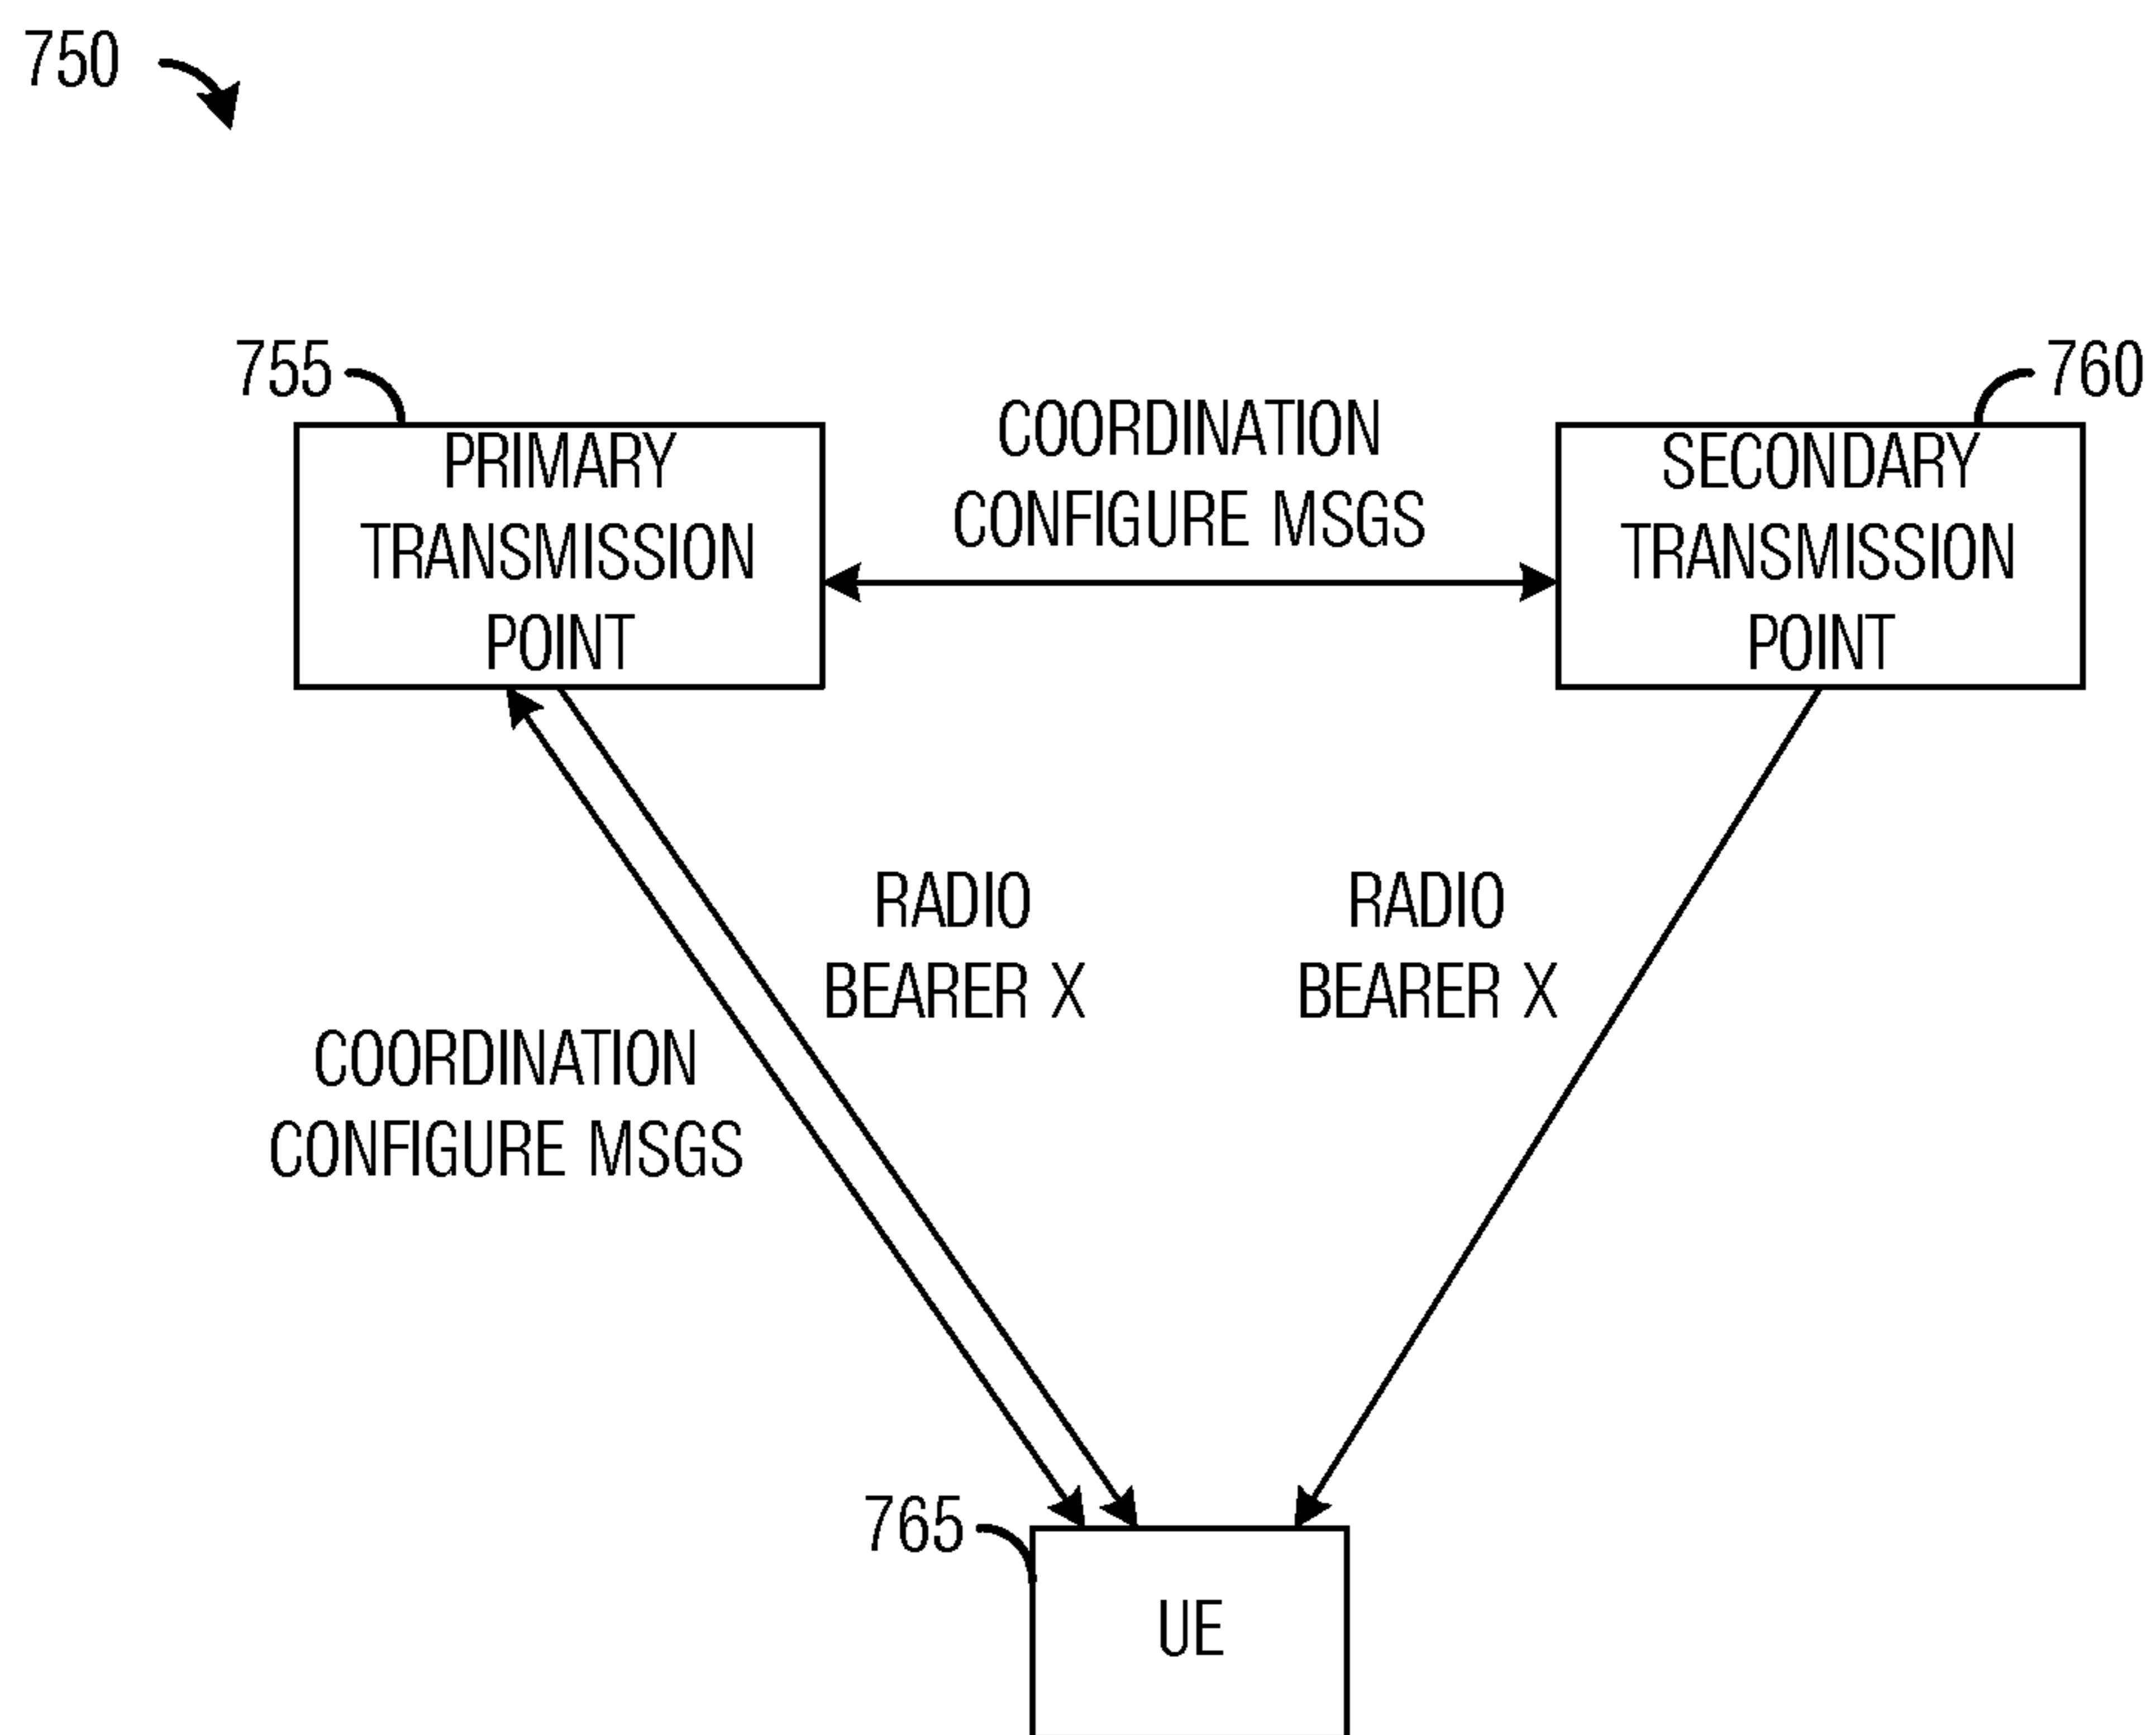 750
755
760
PRIMARY
TRANSMISSION
POINT
COORDINATION
CONFIGURE MSGS
SECONDARY
TRANSMISSION
POINT
RADIO
BEARER X
RADIO
BEARER X
COORDINATION
CONFIGURE MSGS
765
UE